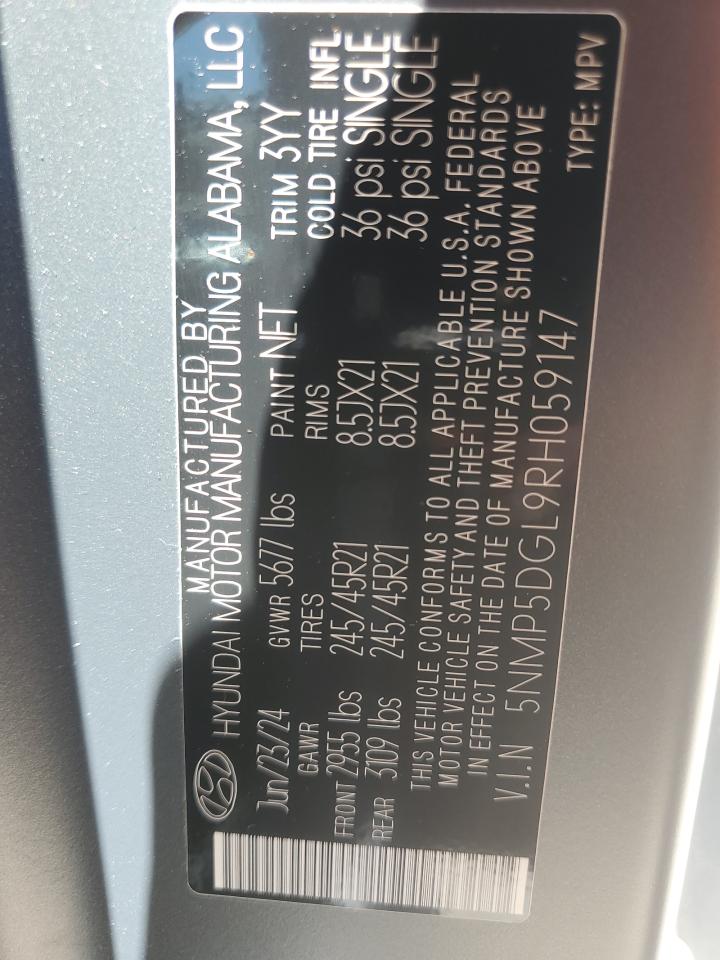 MANUFACTURED BY
HYUNDAI MOTOR MANUFACTURING ALABAMA, LLC
Jun/23/24 GVWR 5677 lbs PAINT NET TRIM 3YY
GAWR TIRES RIMS COLD TIRE INFL
FRONT 2955 lbs 245/45R21 8.5JX21 36 psi SINGLE
REAR 3109 lbs 245/45R21 8.5JX21 36 psi SINGLE
THIS VEHICLE CONFORMS TO ALL APPLICABLE U.S.A. FEDERAL
MOTOR VEHICLE SAFETY AND THEFT PREVENTION STANDARDS
IN EFFECT ON THE DATE OF MANUFACTURE SHOWN ABOVE
V.I.N 5NMP5DGL9RH059147 TYPE: MPV